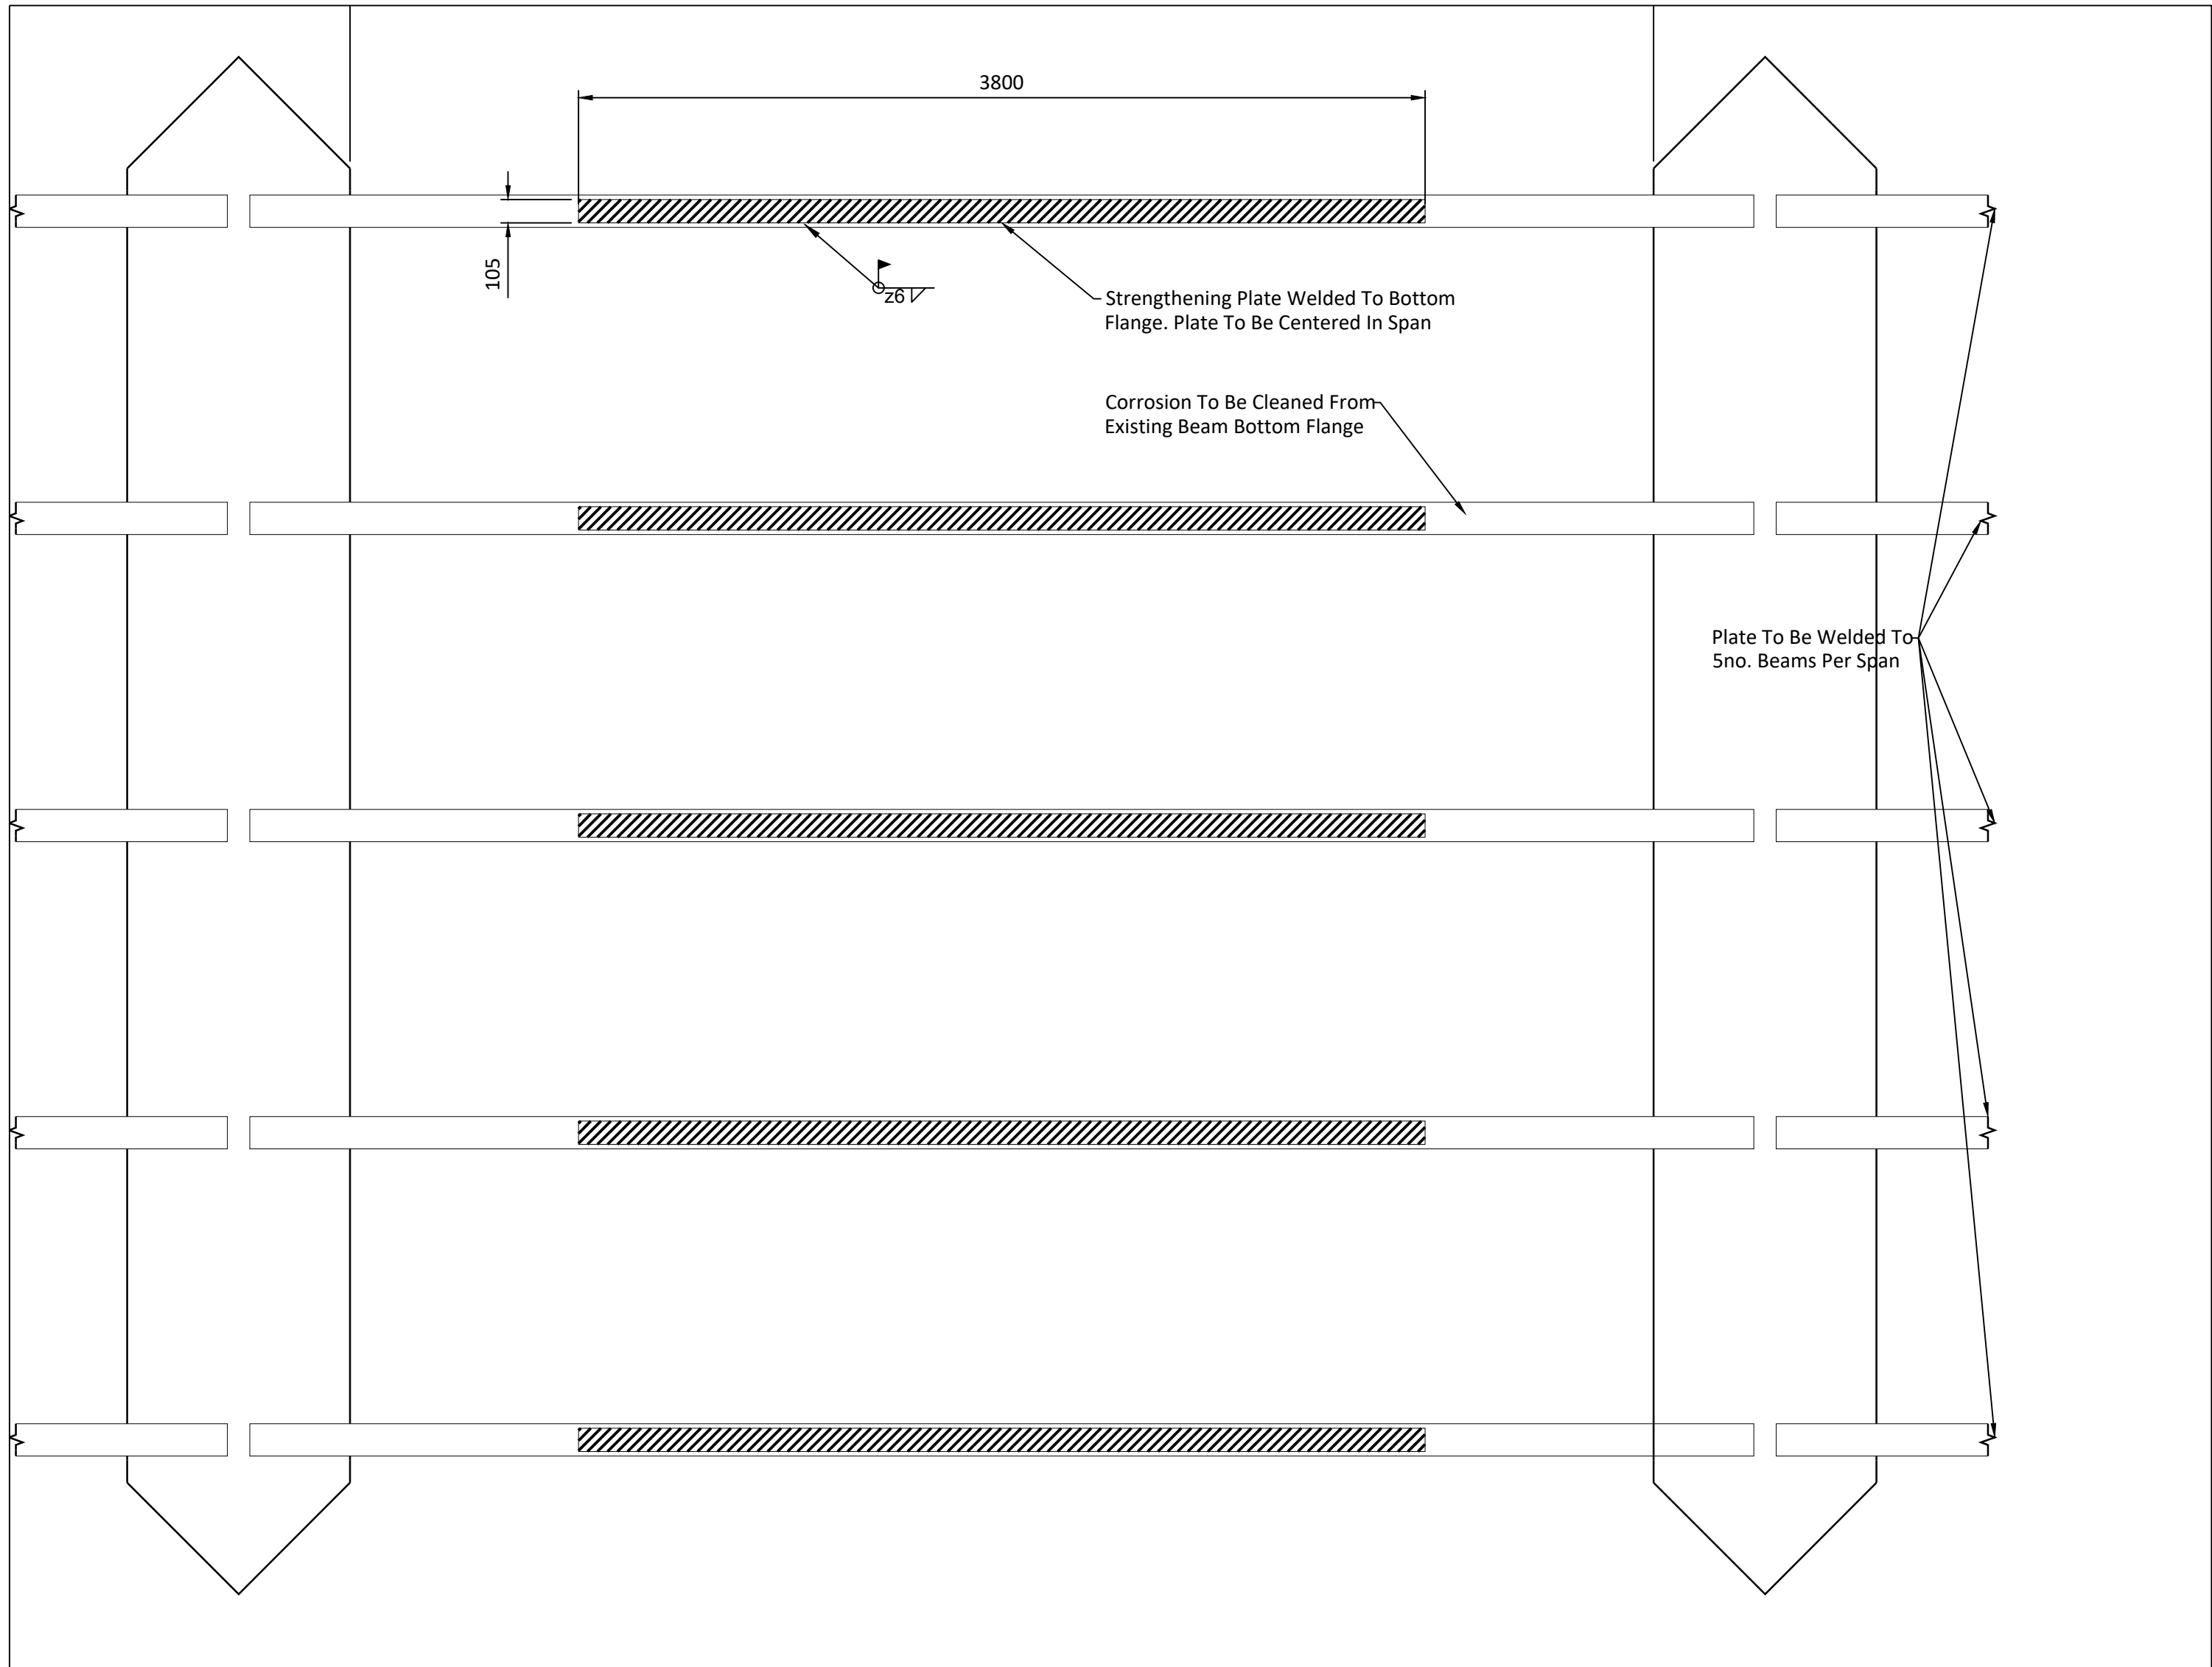 3800
105
z6
Strengthening Plate Welded To Bottom
Flange. Plate To Be Centered In Span
Corrosion To Be Cleaned From
Existing Beam Bottom Flange
Plate To Be Welded To
5no. Beams Per Span